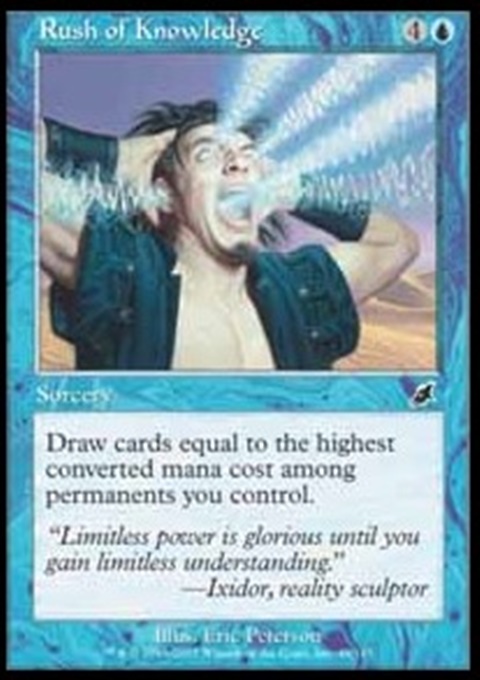 Rush of Knowledge 4
Sorcery
Draw cards equal to the highest
converted mana cost among
permanents you control.
“Limitless power is glorious until you
gain limitless understanding.”
—Ixidor, reality sculptor
Illus. Eric Peterson